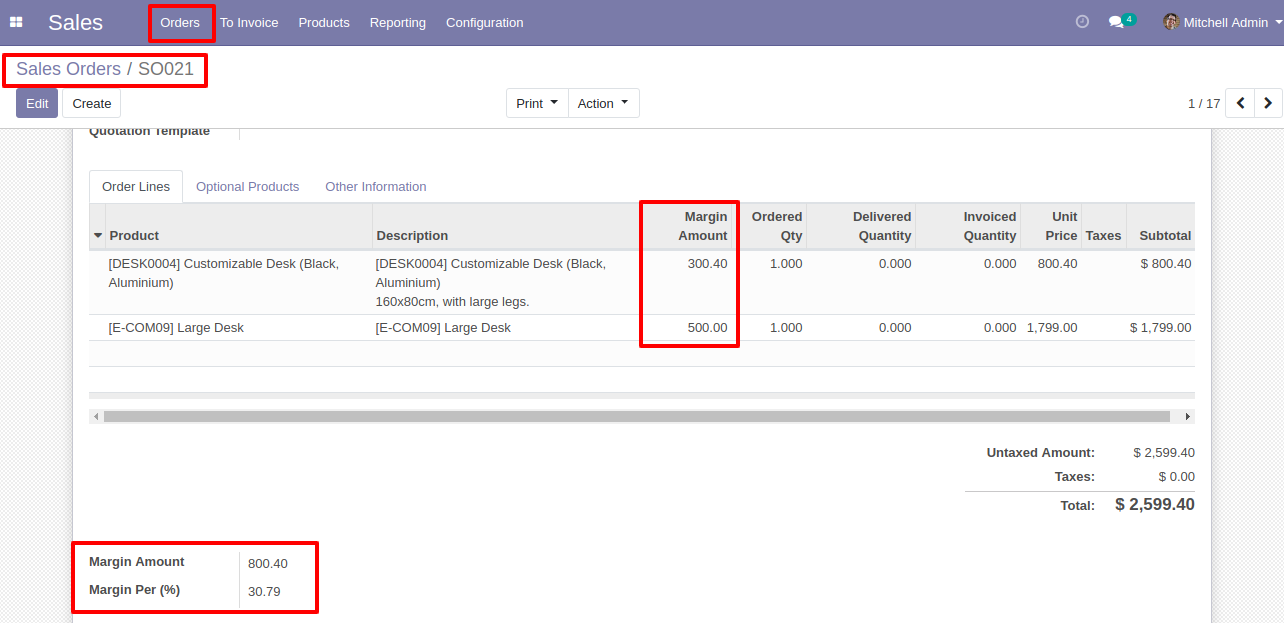 Sales Orders To Invoice Products Reporting Configuration 4 Mitchell Admin
Sales Orders / SO021
Edit Create Print Action 1 / 17
Quotation Template
Order Lines Optional Products Other Information
Product Description Margin Amount Ordered Qty Delivered Quantity Invoiced Quantity Unit Price Taxes Subtotal
[DESK0004] Customizable Desk (Black, [DESK0004] Customizable Desk (Black, 300.40 1.000 0.000 0.000 800.40 $ 800.40
Aluminium) Aluminium)
160x80cm, with large legs.
[E-COM09] Large Desk [E-COM09] Large Desk 500.00 1.000 0.000 0.000 1,799.00 $ 1,799.00
Untaxed Amount: $ 2,599.40
Taxes: $ 0.00
Total: $ 2,599.40
Margin Amount 800.40
Margin Per (%) 30.79